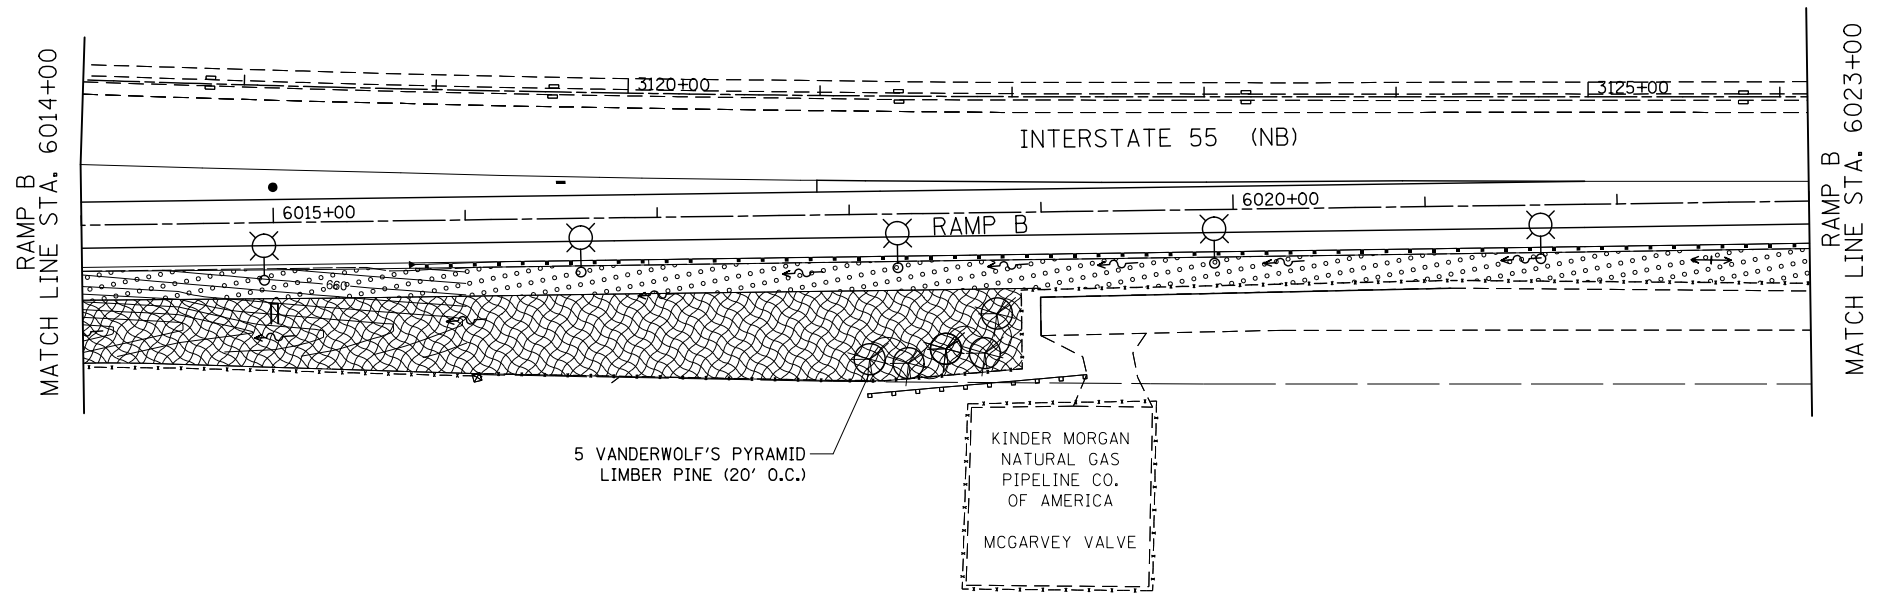 RAMP B
MATCH LINE STA. 6014+00
3120+00
3125+00
INTERSTATE 55 (NB)
6015+00
6020+00
RAMP B
660
5 VANDERWOLF'S PYRAMID
LIMBER PINE (20' O.C.)
KINDER MORGAN
NATURAL GAS
PIPELINE CO.
OF AMERICA
MCGARVEY VALVE
RAMP B
MATCH LINE STA. 6023+00